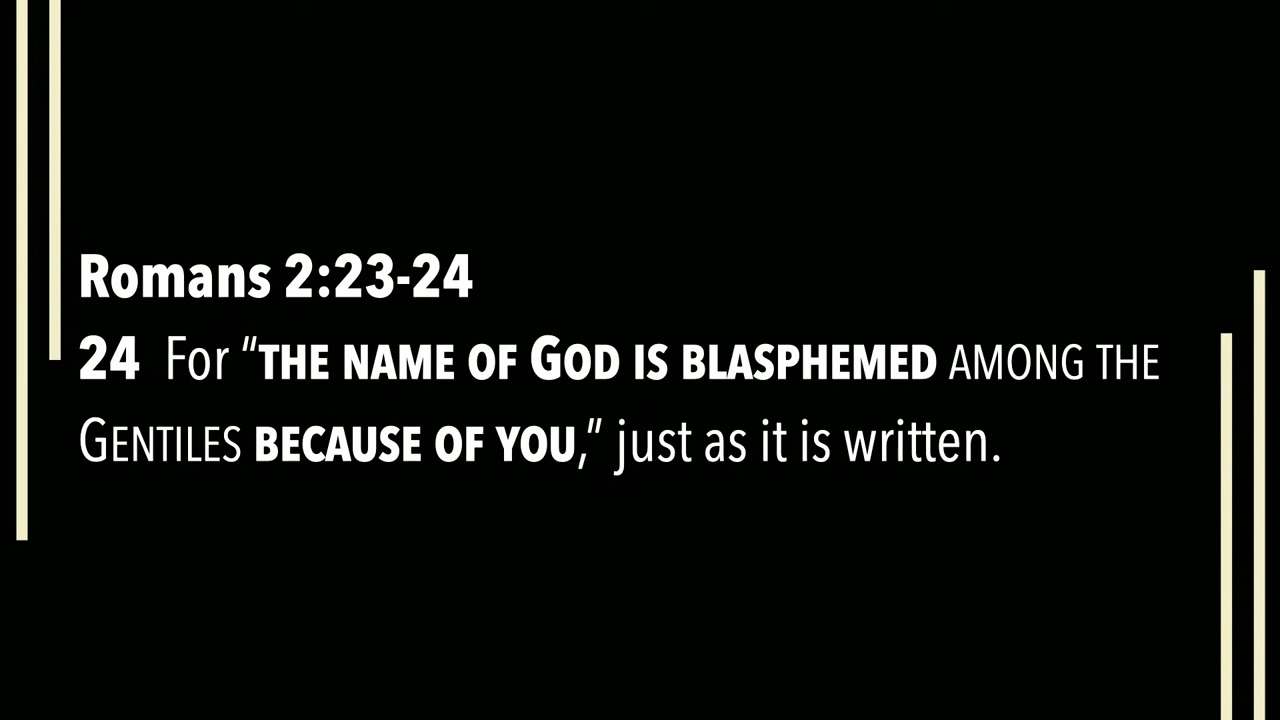 Romans 2:23-24
24 For “THE NAME OF GOD IS BLASPHEMED AMONG THE
GENTILES BECAUSE OF YOU,” just as it is written.